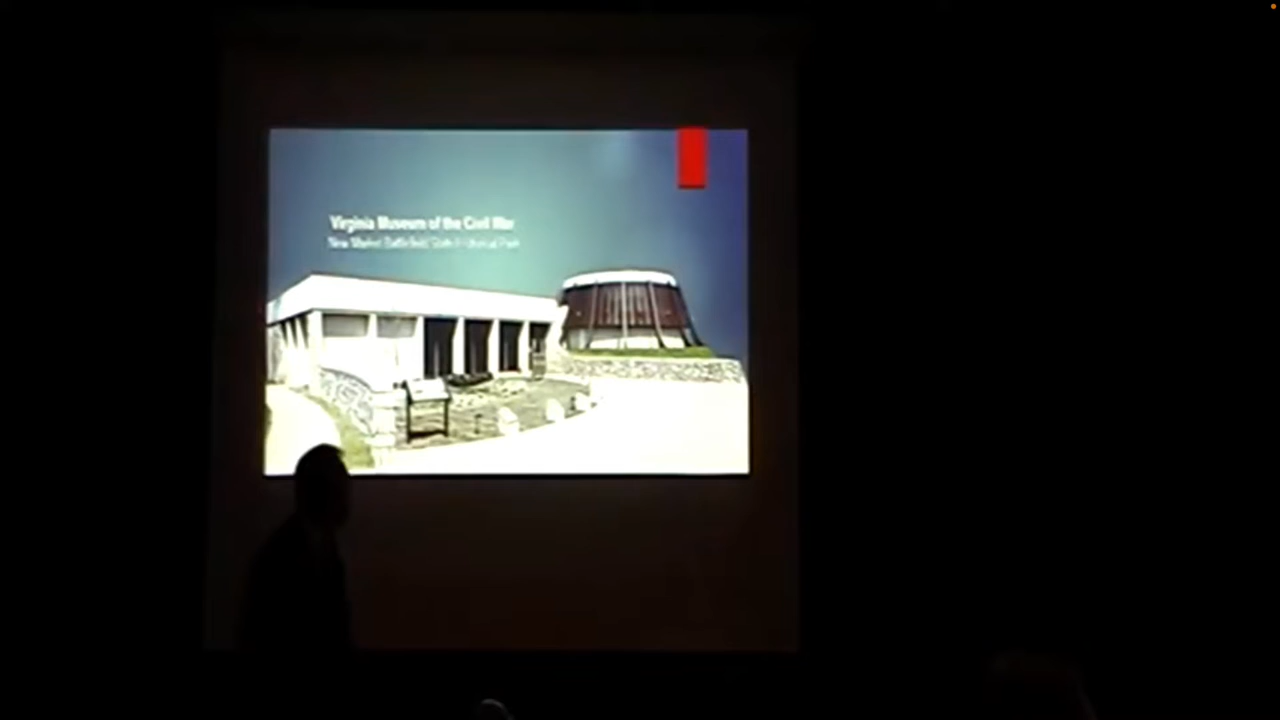 Virginia Museum of the Civil War
New Market Battlefield State Historical Park